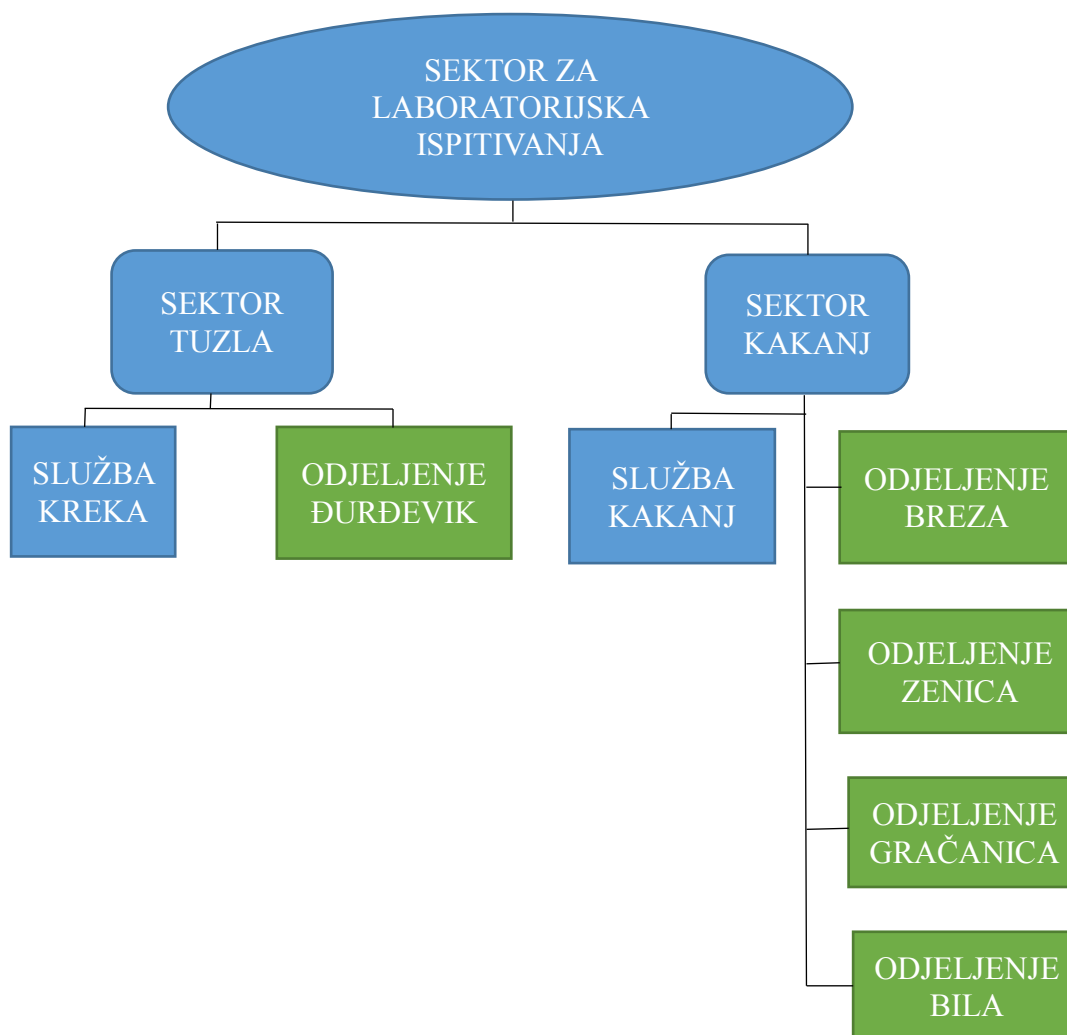 SEKTOR ZA
LABORATORIJSKA
ISPITIVANJA
SEKTOR
TUZLA
SEKTOR
KAKANJ
SLUŽBA
KREKA
ODJELJENJE
ĐURĐEVIK
SLUŽBA
KAKANJ
ODJELJENJE
BREZA
ODJELJENJE
ZENICA
ODJELJENJE
GRAČANICA
ODJELJENJE
BILA